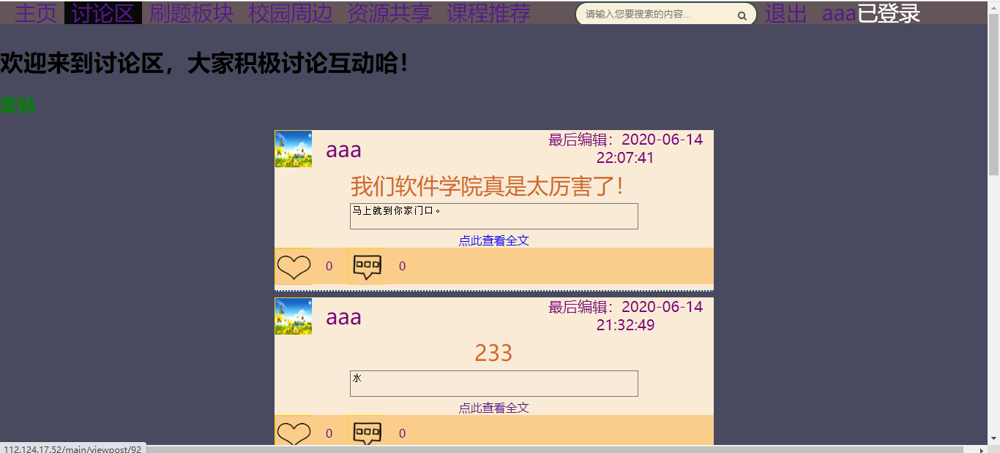 主页 讨论区 刷题板块 校园周边 资源共享 课程推荐 请输入您要搜索的内容... 退出 aaa已登录
欢迎来到讨论区，大家积极讨论互动哈！
发帖
aaa
最后编辑：2020-06-14
22:07:41
我们软件学院真是太厉害了！
马上就到你家门口。
点此查看全文
0 0
aaa
最后编辑：2020-06-14
21:32:49
233
水
点此查看全文
0 0
112.124.17.52/main/viewpost/92